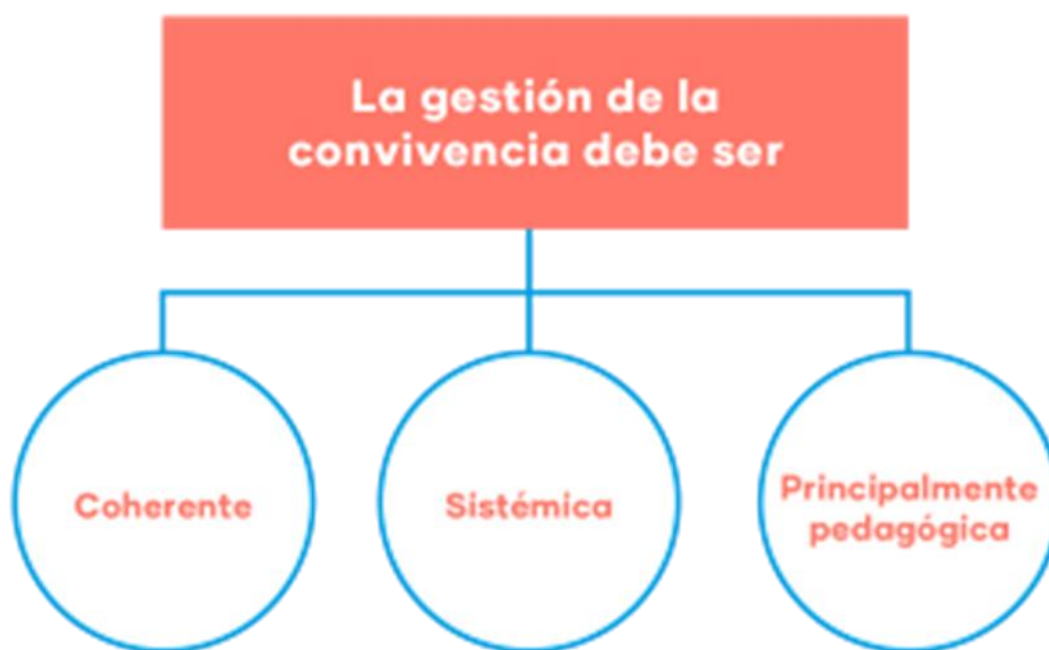 La gestión de la
convivencia debe ser
Coherente
Sistémica
Principalmente
pedagógica